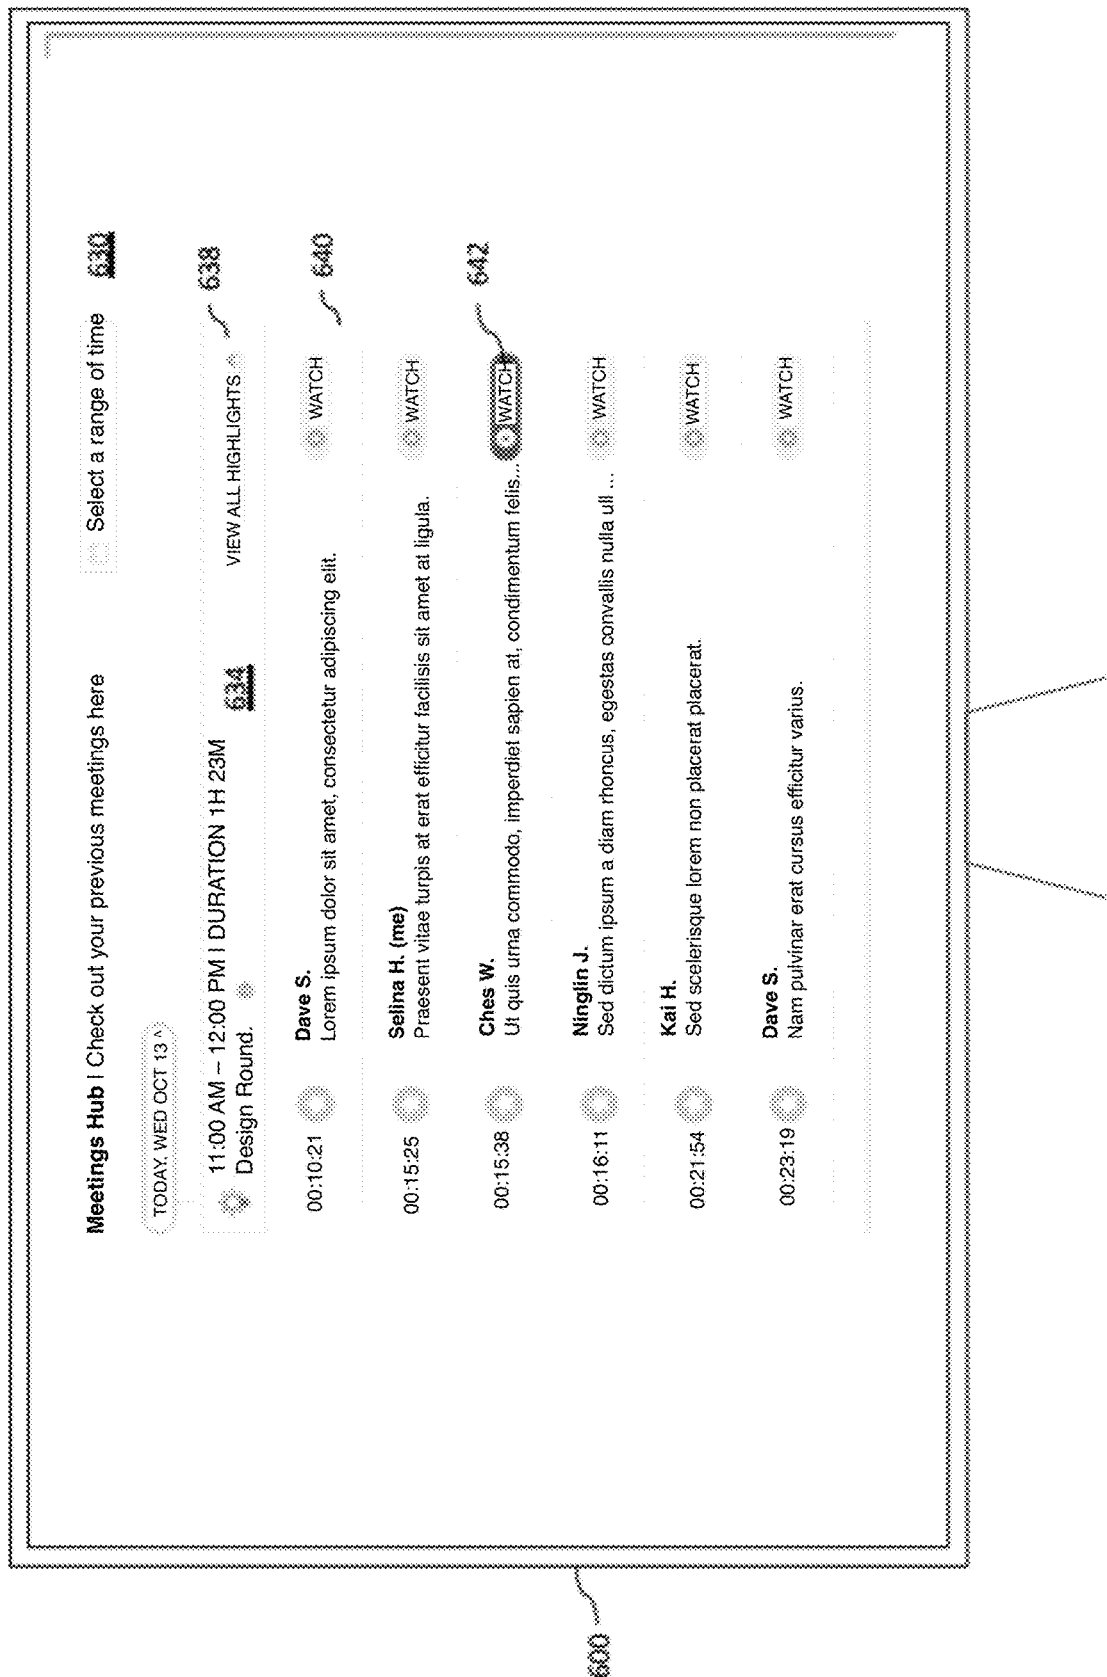 Meetings Hub | Check out your previous meetings here
Select a range of time
630
TODAY, WED OCT 13 ^
11:00 AM – 12:00 PM | DURATION 1H 23M
Design Round
634
VIEW ALL HIGHLIGHTS ^
638
00:10:21
Dave S.
Lorem ipsum dolor sit amet, consectetur adipiscing elit.
WATCH
640
00:15:25
Selina H. (me)
Praesent vitae turpis at erat efficitur facilisis sit amet at ligula.
WATCH
00:15:38
Ches W.
Ut quis urna commodo, imperdiet sapien at, condimentum felis...
WATCH
642
00:16:11
Ninglin J.
Sed dictum ipsum a diam rhoncus, egestas convallis nulla ull ...
WATCH
00:21:54
Kai H.
Sed scelerisque lorem non placerat placerat.
WATCH
00:23:19
Dave S.
Nam pulvinar erat cursus efficitur varius.
WATCH
600